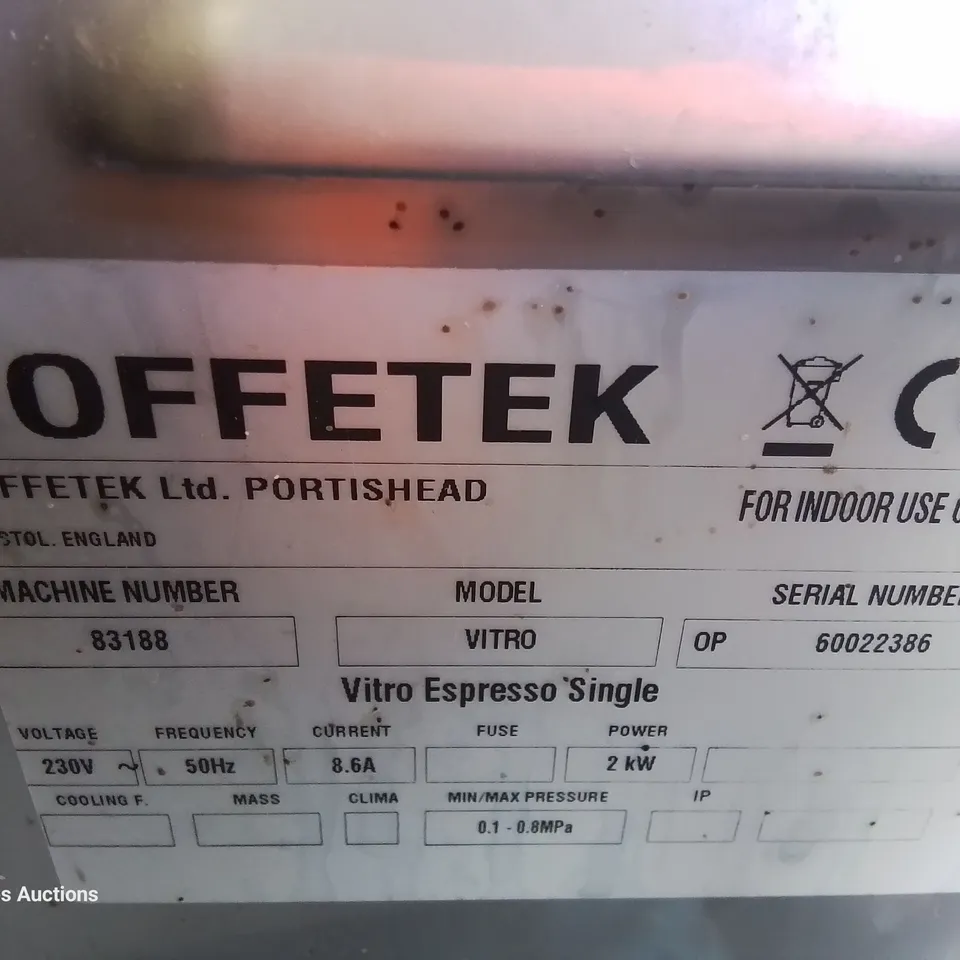 OFFETEK
FFETEK Ltd. PORTISHEAD
FOR INDOOR USE
STOL. ENGLAND
MACHINE NUMBER MODEL SERIAL NUMBER
83188 VITRO OP 60022386
Vitro Espresso Single
VOLTAGE FREQUENCY CURRENT FUSE POWER
230V ~ 50Hz 8.6A 2 kW
COOLING F. MASS CLIMA MIN/MAX PRESSURE IP
0.1 - 0.8MPa
s Auctions